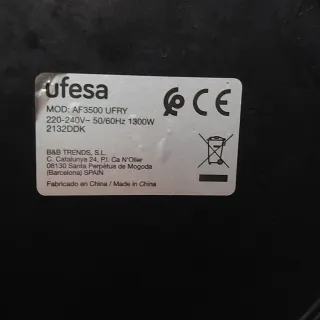 ufesa
MOD: AF3500 UFRY
220-240V~ 50/60Hz 1300W
2132DDK
CE
B&B TRENDS, S.L.
C. Catalunya 24, P.I. Ca N'Oller
08130 Santa Perpètua de Mogoda
(Barcelona) SPAIN
Fabricado en China / Made in China